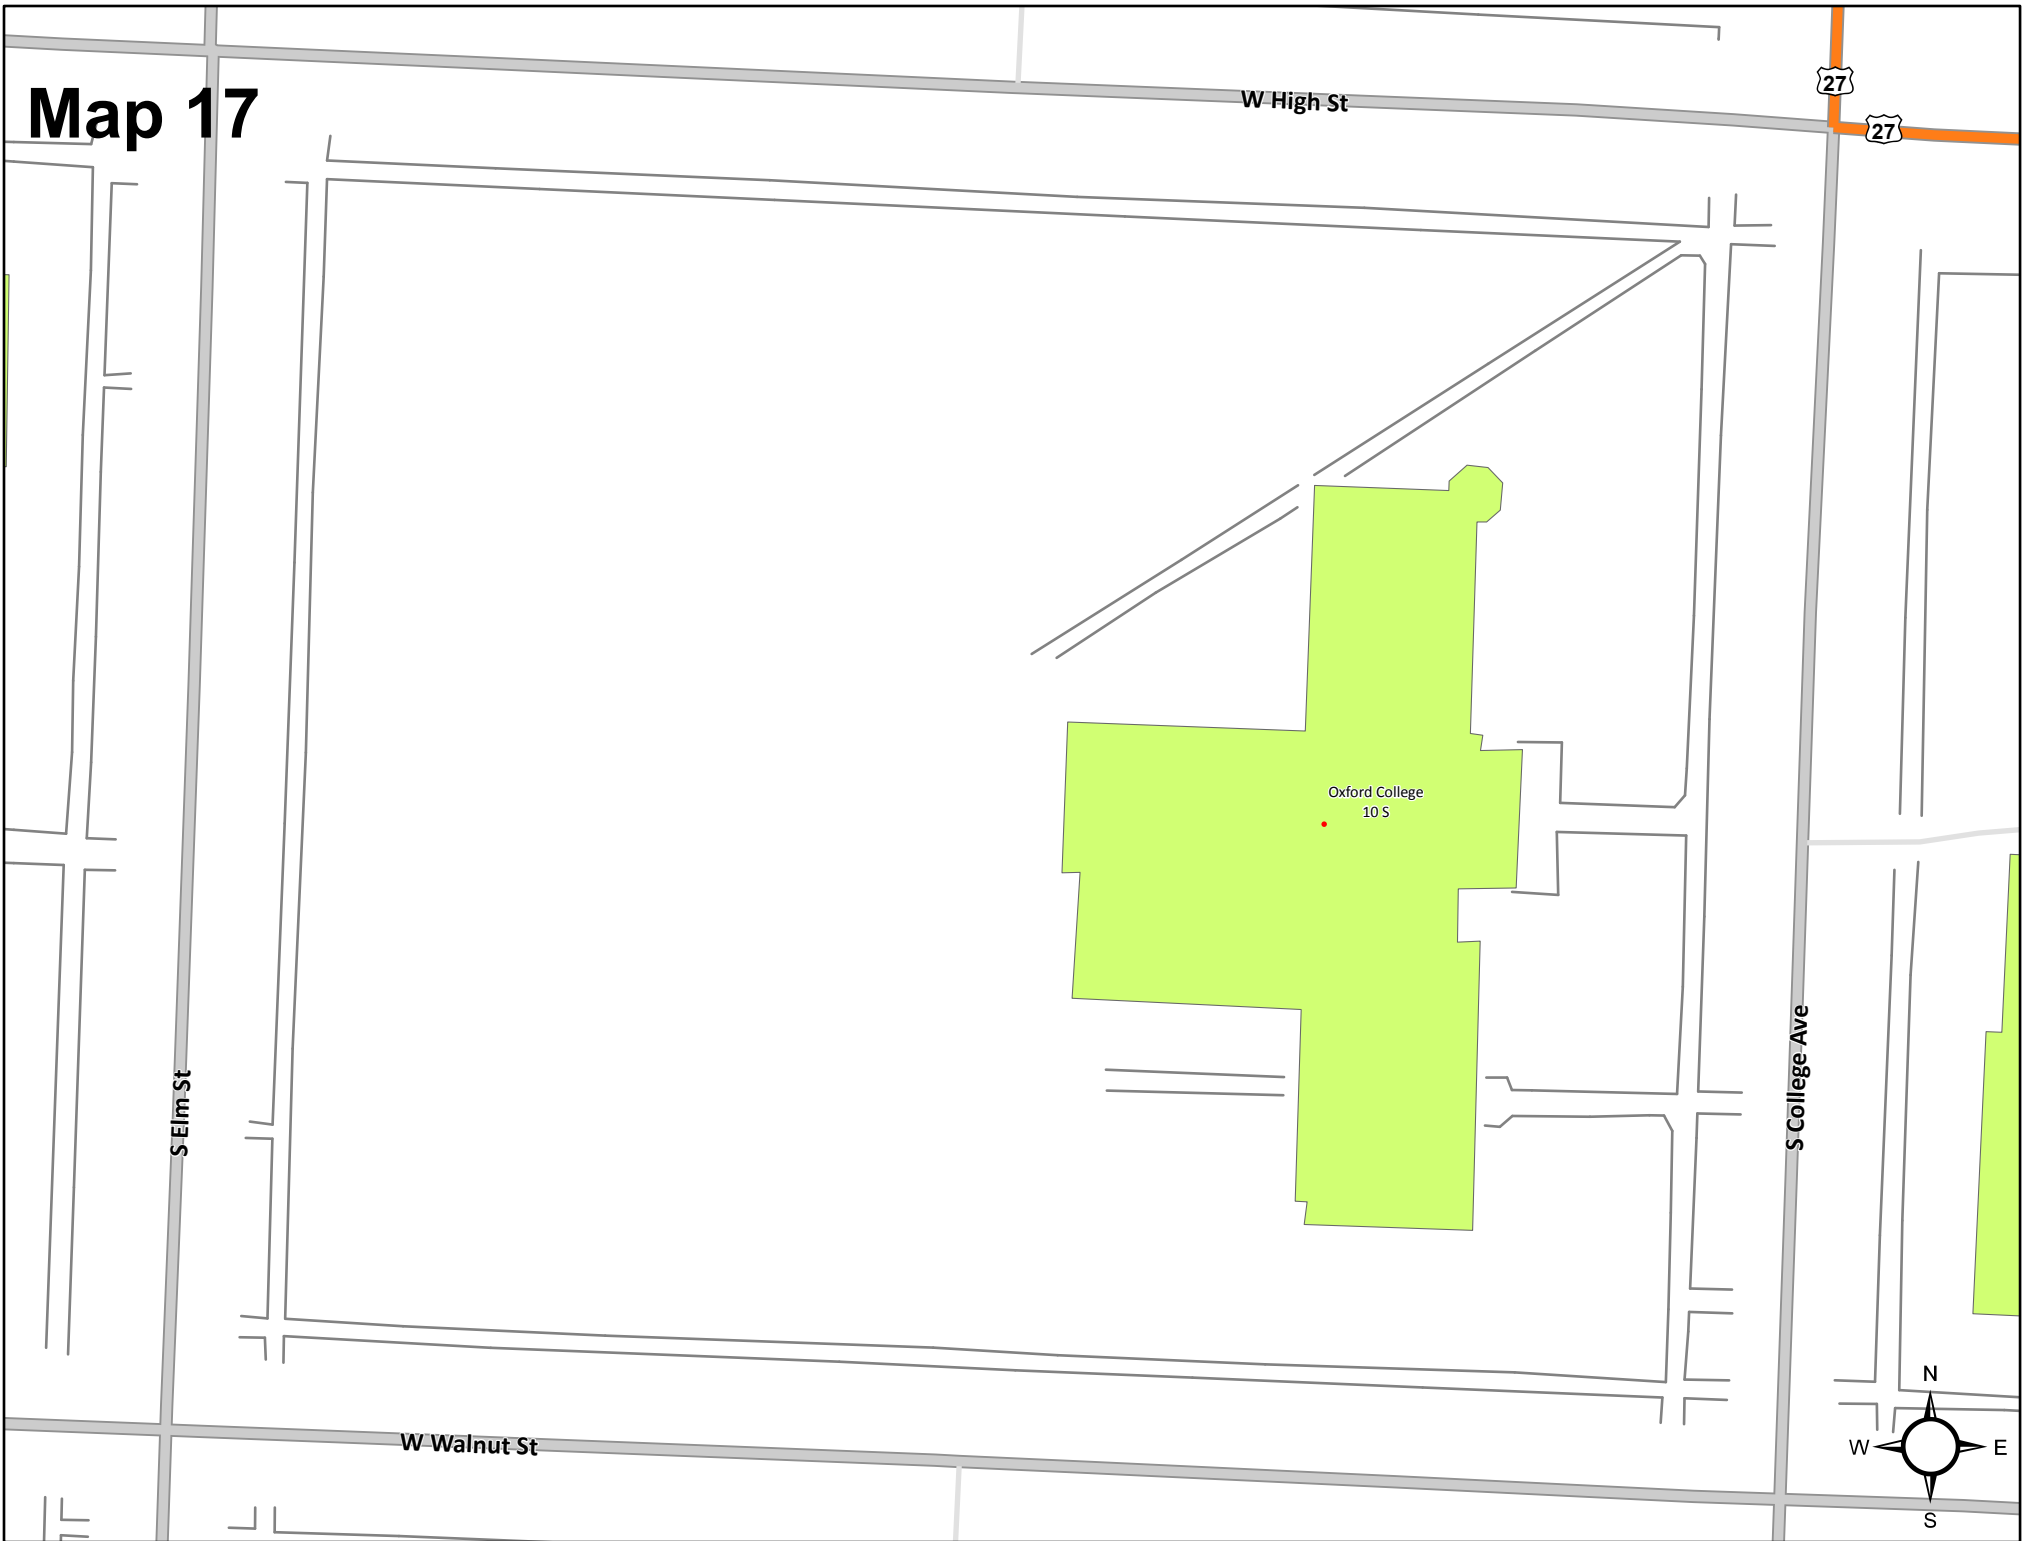 27
Map 17
W High St
27
Oxford College
10 S
S Elm St
S College Ave
W Walnut St
N
W
E
S